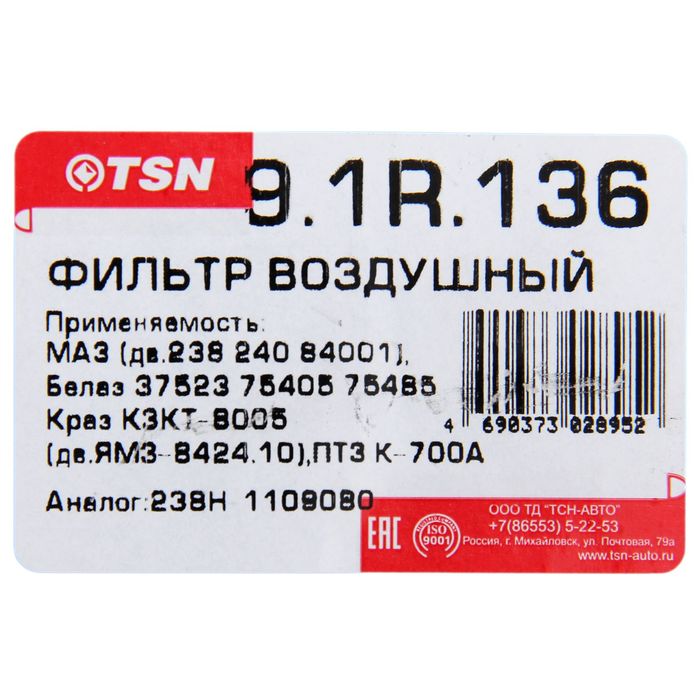 TSN
9.1R.136
ФИЛЬТР ВОЗДУШНЫЙ
Применяемость:
МАЗ (дв.238 240 84001),
Белаз 37523 75405 75485
Краз КЗКТ-8005
(дв.ЯМЗ-8424.10),ПТЗ К-700А
Аналог:238Н 1109080
4 690373 028952
EAC
ISO
9001
ООО ТД "ТСН-АВТО"
+7(86553) 5-22-53
Россия, г. Михайловск, ул. Почтовая, 79а
www.tsn-auto.ru